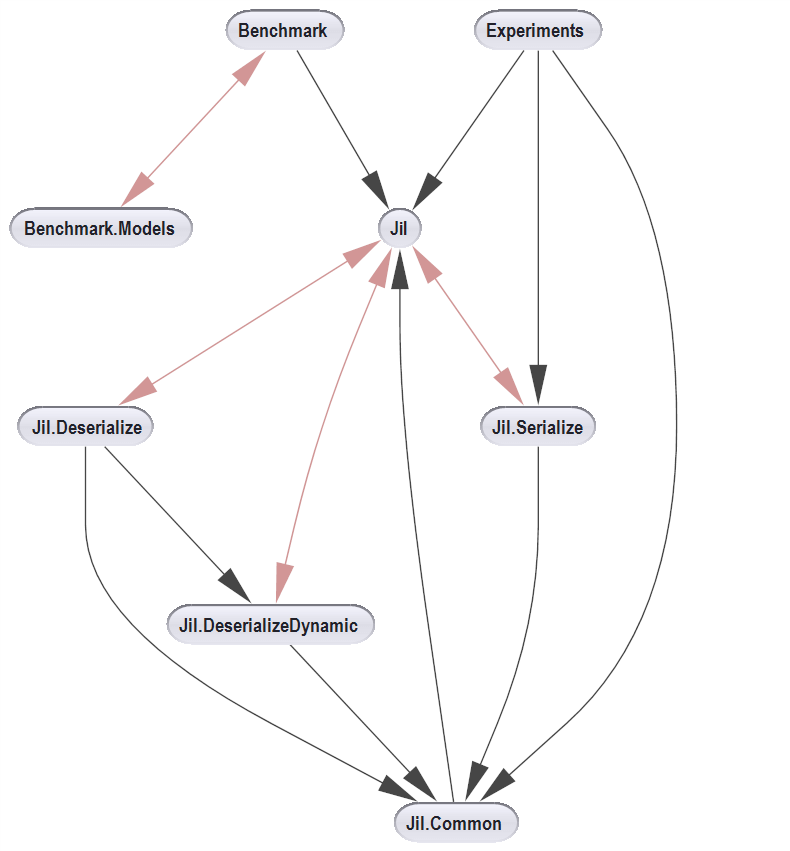 Benchmark
Experiments
Benchmark.Models
Jil
Jil.Deserialize
Jil.Serialize
Jil.DeserializeDynamic
Jil.Common